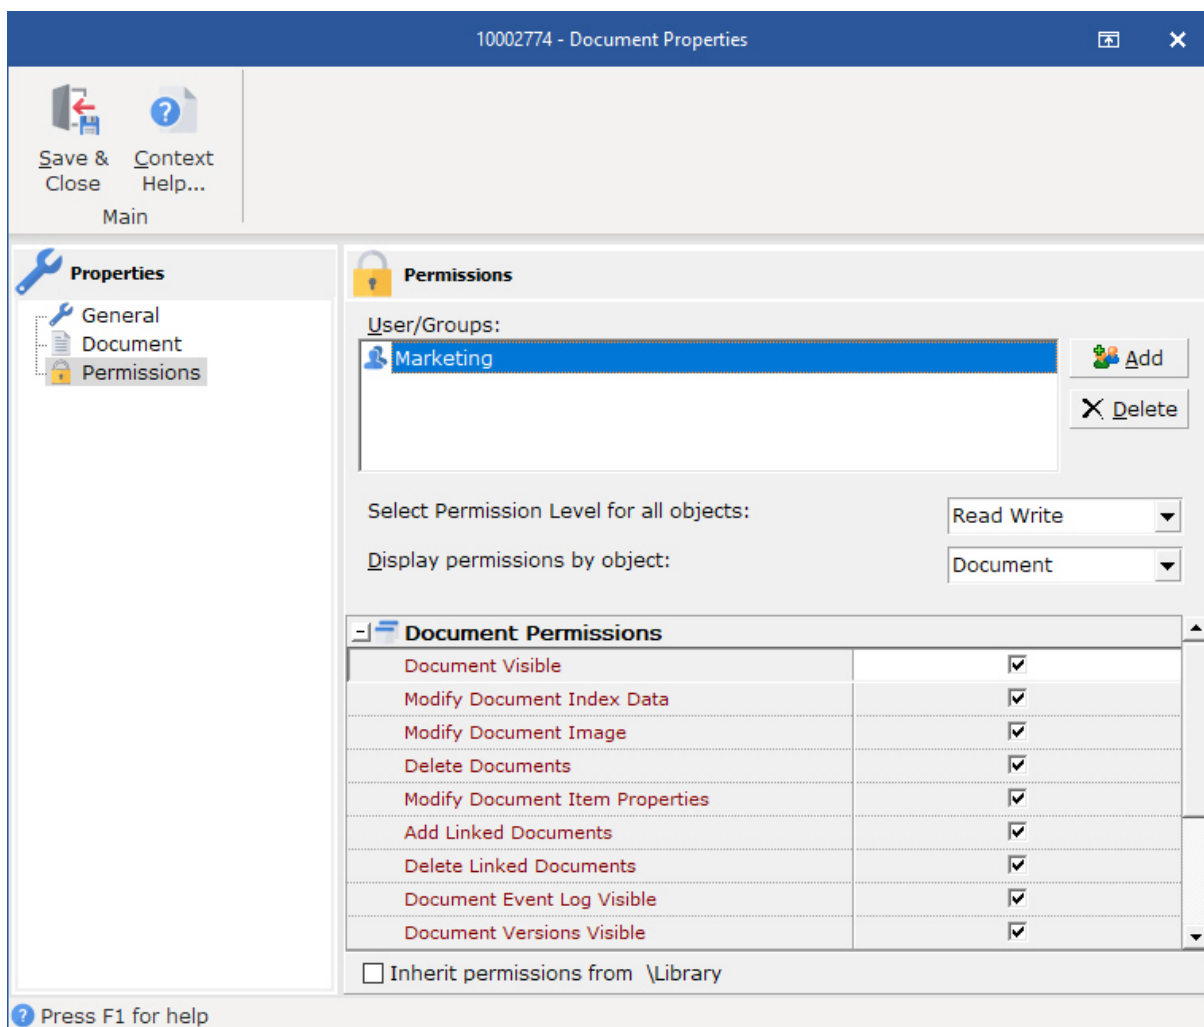 10002774 - Document Properties
Save & Close
Context Help...
Main
Properties
General
Document
Permissions
Permissions
User/Groups:
Marketing
Add
Delete
Select Permission Level for all objects:
Read Write
Display permissions by object:
Document
Document Permissions
Document Visible
Modify Document Index Data
Modify Document Image
Delete Documents
Modify Document Item Properties
Add Linked Documents
Delete Linked Documents
Document Event Log Visible
Document Versions Visible
Inherit permissions from \Library
Press F1 for help